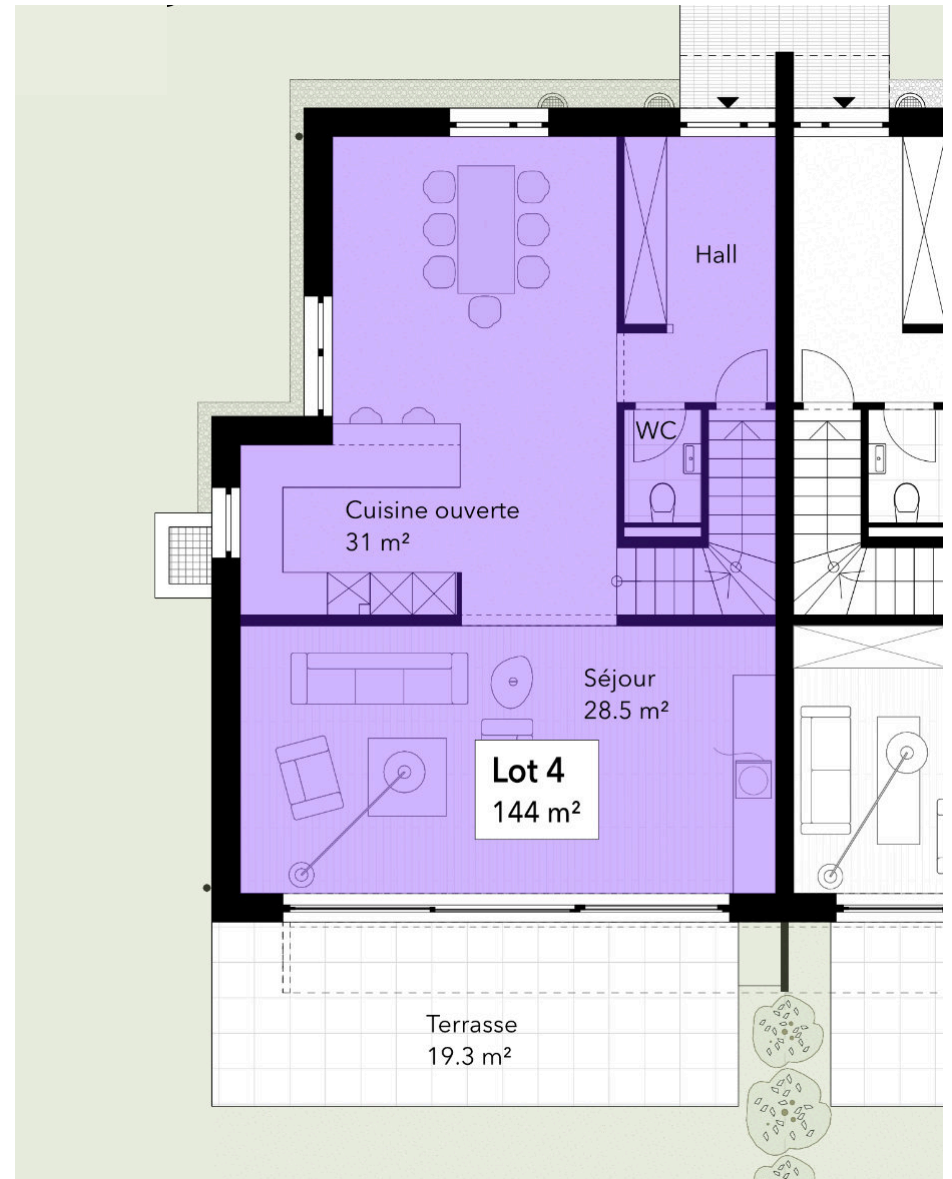 Hall
WC
Cuisine ouverte
31 m²
Séjour
28.5 m²
Lot 4
144 m²
Terrasse
19.3 m²